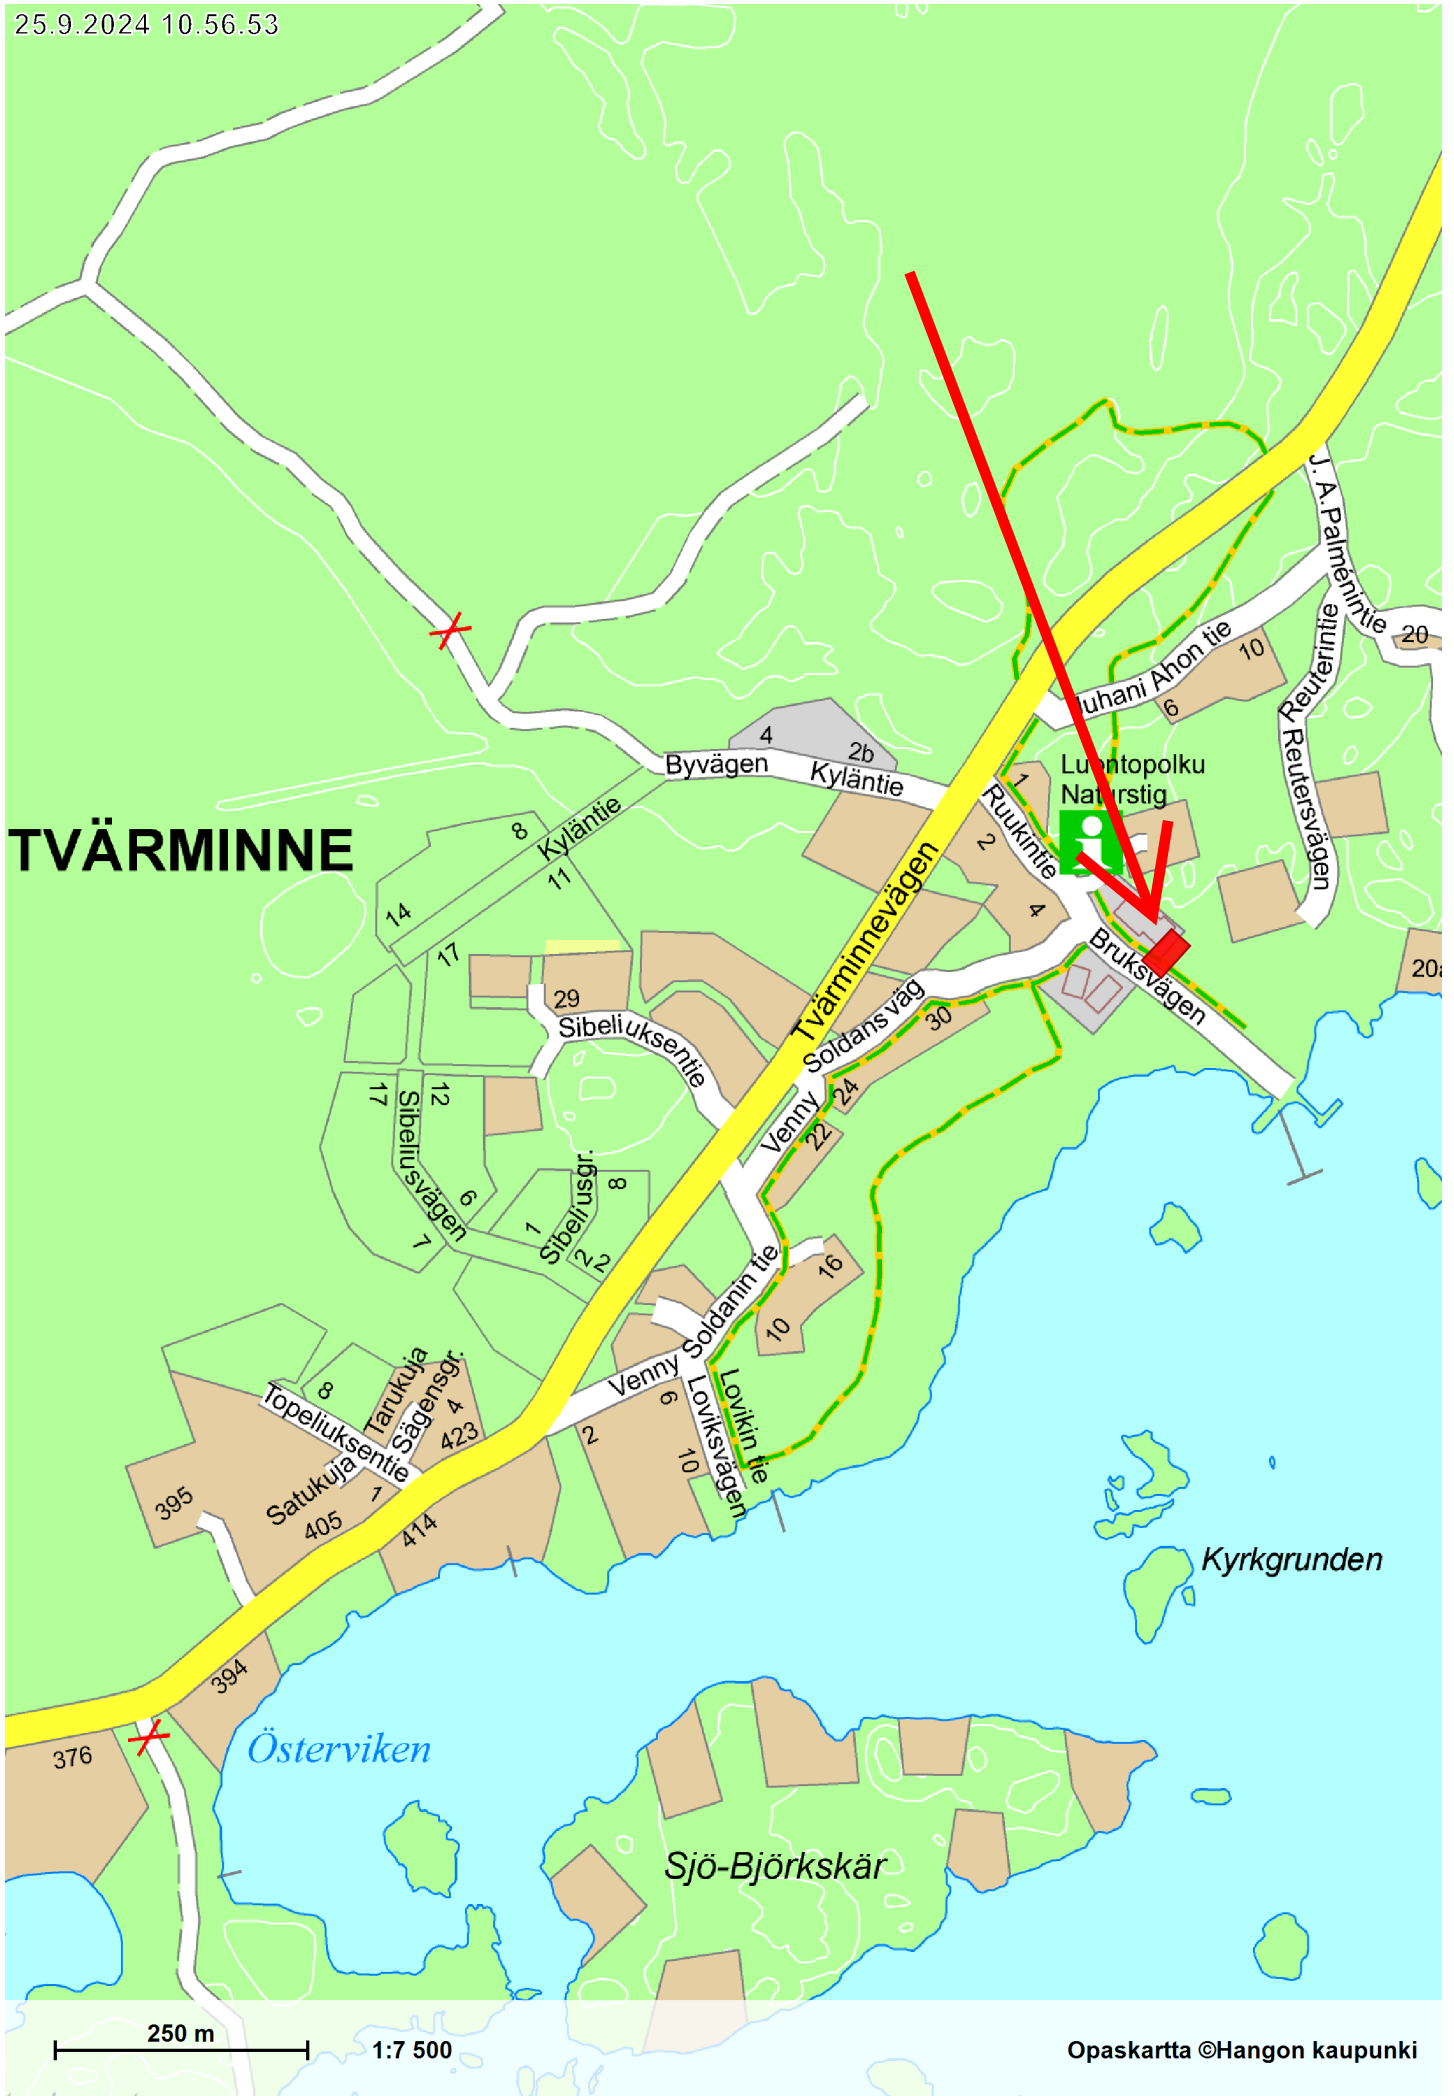 25.9.2024 10.56.53
J. A. Palménintie
20
Juhani Ahon tie
10
6
Reuterintie
Reutersvägen
Byvägen
4
2b
Kyläntie
Luontopolku
Naturstig
1
Ruukintie
2
4
TVÄRMINNE
8
Kyläntie
11
14
17
Tvärminnevägen
Bruksvägen
20a
29
Sibeliuksentie
Soldans väg
30
24
22
Venny
17
12
Sibeliusvägen
6
7
Sibeliusgr.
8
1
2
2
16
10
Venny Soldanin tie
6
2
10
Loviksvägen
Lovikin tie
8
Topeliuksentie
Tarukuja
Sägensgr.
4
423
Satukuja
1
405
414
395
394
376
Kyrkgrunden
Österviken
Sjö-Björkskär
250 m
1:7 500
Opaskartta ©Hangon kaupunki